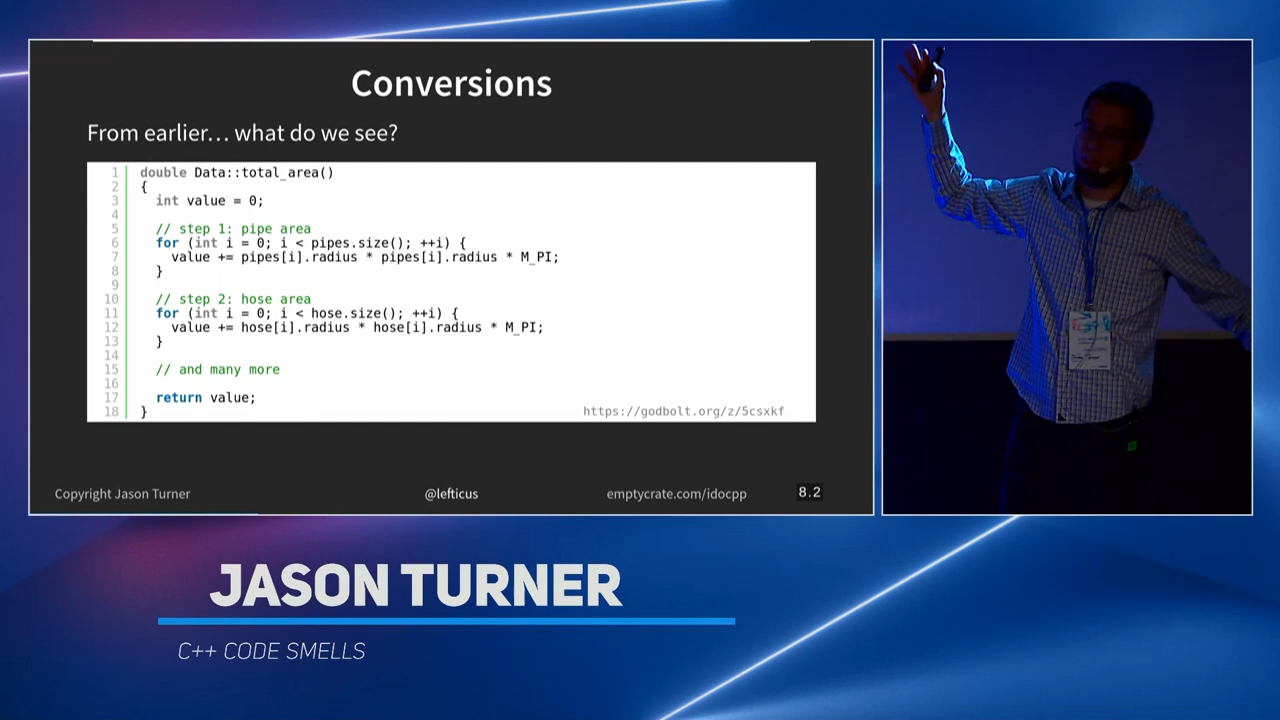 Conversions
From earlier… what do we see?
1 double Data::total_area()
2 {
3 int value = 0;
4
5 // step 1: pipe area
6 for (int i = 0; i < pipes.size(); ++i) {
7 value += pipes[i].radius * pipes[i].radius * M_PI;
8 }
9
10 // step 2: hose area
11 for (int i = 0; i < hose.size(); ++i) {
12 value += hose[i].radius * hose[i].radius * M_PI;
13 }
14
15 // and many more
16
17 return value;
18 }
https://godbolt.org/z/5csxkf
Copyright Jason Turner
@lefticus
emptycrate.com/idocpp
8.2
JASON TURNER
C++ CODE SMELLS